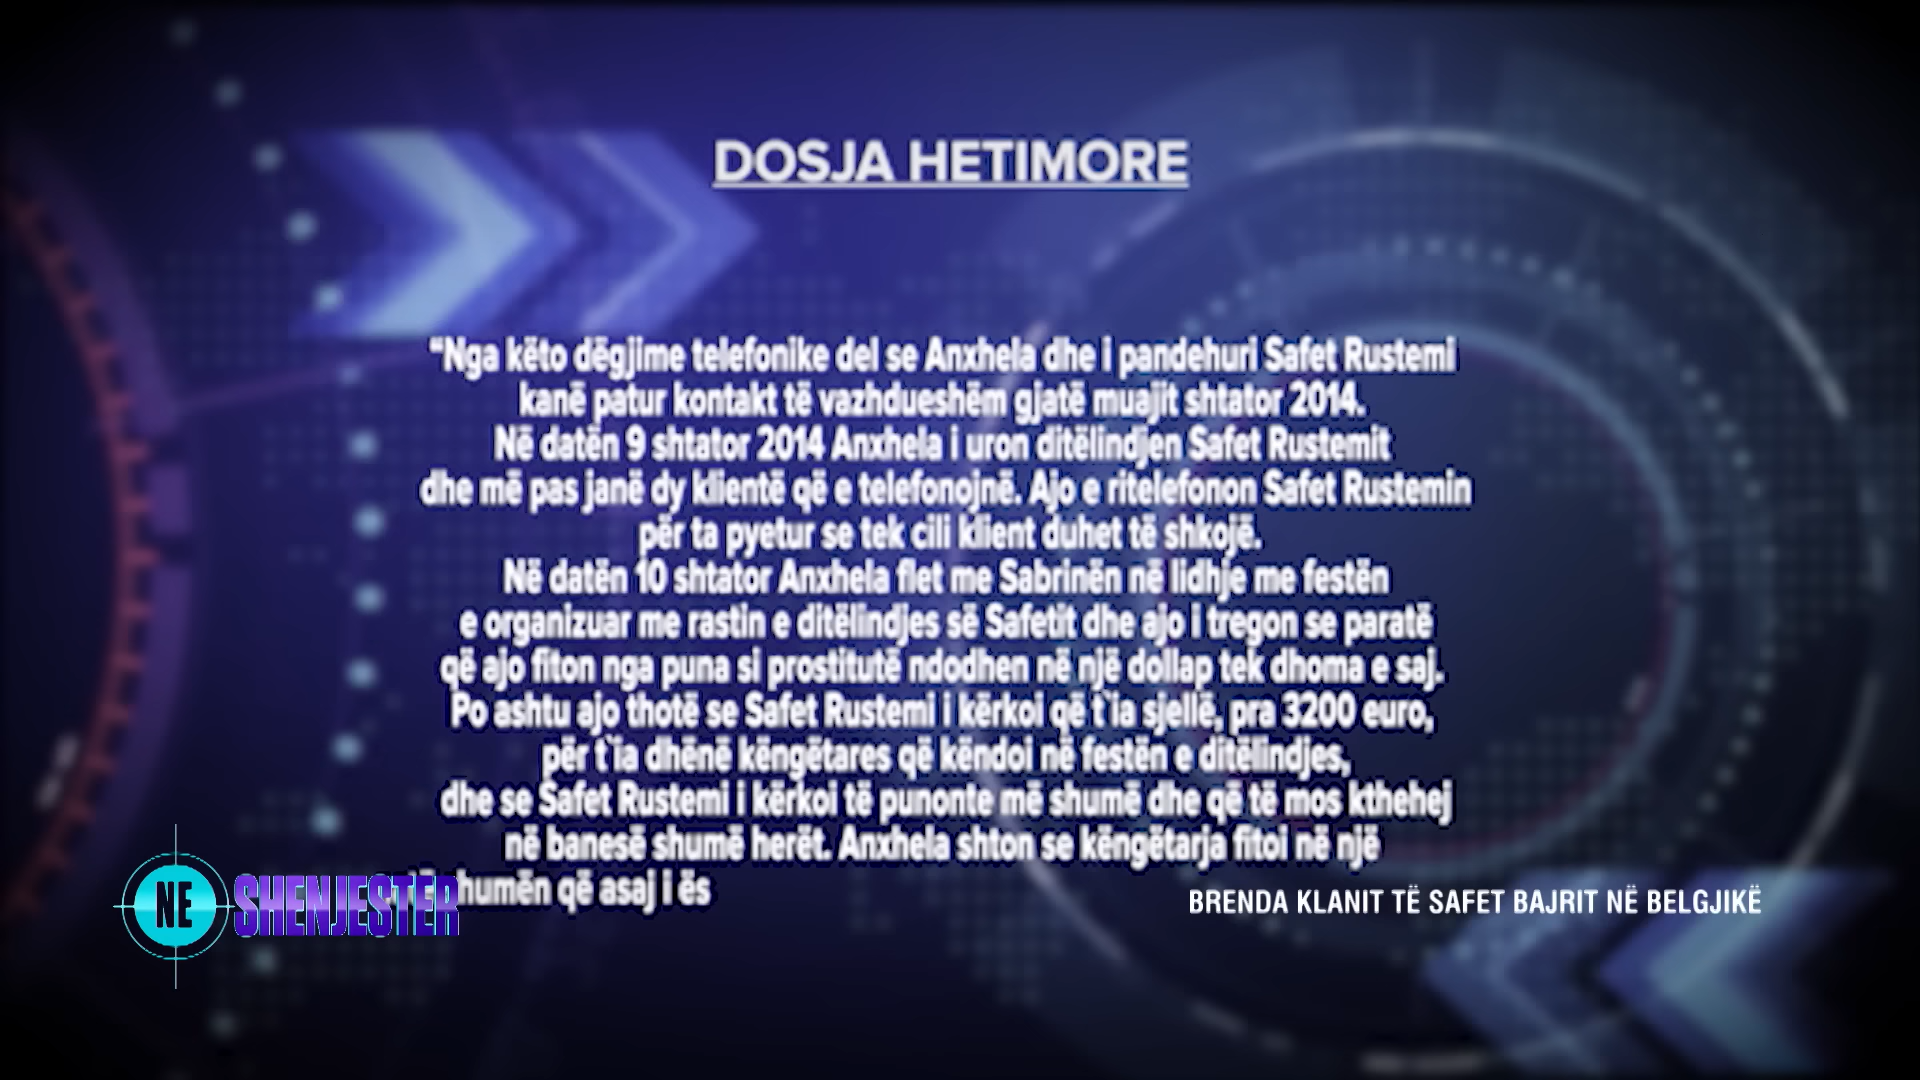 DOSJA HETIMORE
“Nga këto dëgjime telefonike del se Anxhela dhe i pandehuri Safet Rustemi
kanë patur kontakt të vazhdueshëm gjatë muajit shtator 2014.
Në datën 9 shtator 2014 Anxhela i uron ditëlindjen Safet Rustemit
dhe më pas janë dy klientë që e telefonojnë. Ajo e ritelefonon Safet Rustemin
për ta pyetur se tek cili klient duhet të shkojë.
Në datën 10 shtator Anxhela flet me Sabrinën në lidhje me festën
e organizuar me rastin e ditëlindjes së Safetit dhe ajo i tregon se paratë
që ajo fiton nga puna si prostitutë ndodhen në një dollap tek dhoma e saj.
Po ashtu ajo thotë se Safet Rustemi i kërkoi që t`ia sjellë, pra 3200 euro,
për t`ia dhënë këngëtares që këndoi në festën e ditëlindjes,
dhe se Safet Rustemi i kërkoi të punonte më shumë dhe që të mos kthehej
në banesë shumë herët. Anxhela shton se këngëtarja fitoi në një
humën që asaj i ës
NE SHENJESTER
BRENDA KLANIT TË SAFET BAJRIT NË BELGJIKË